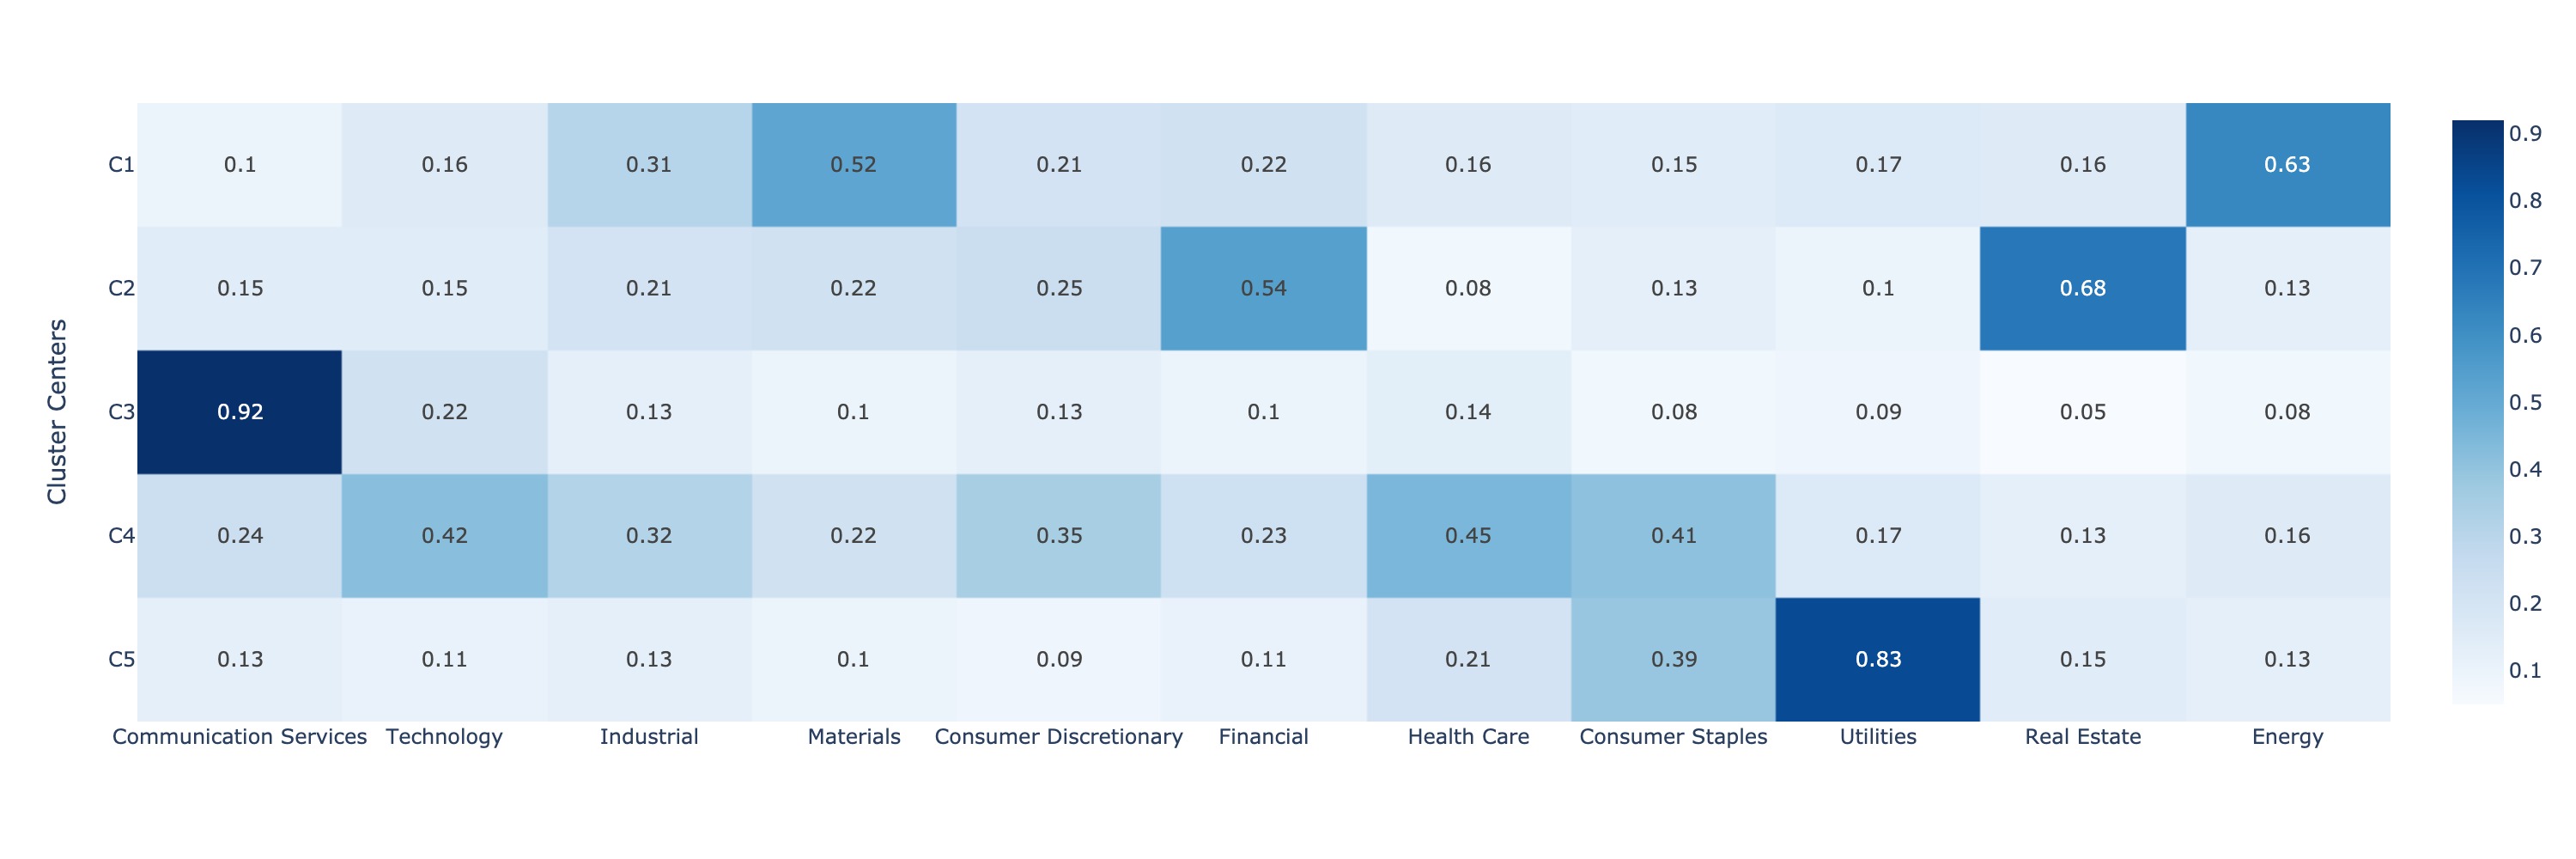 C1 0.1 0.16 0.31 0.52 0.21 0.22 0.16 0.15 0.17 0.16 0.63
C2 0.15 0.15 0.21 0.22 0.25 0.54 0.08 0.13 0.1 0.68 0.13
C3 0.92 0.22 0.13 0.1 0.13 0.1 0.14 0.08 0.09 0.05 0.08
C4 0.24 0.42 0.32 0.22 0.35 0.23 0.45 0.41 0.17 0.13 0.16
C5 0.13 0.11 0.13 0.1 0.09 0.11 0.21 0.39 0.83 0.15 0.13
Communication Services Technology Industrial Materials Consumer Discretionary Financial Health Care Consumer Staples Utilities Real Estate Energy
Cluster Centers
0.9
0.8
0.7
0.6
0.5
0.4
0.3
0.2
0.1